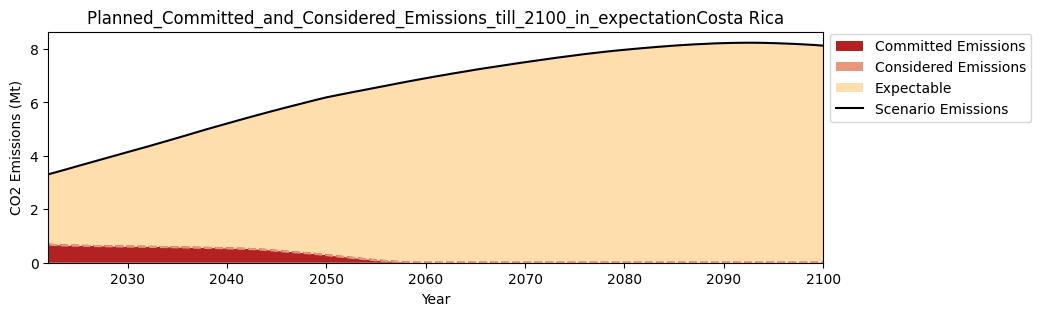 Planned_Committed_and_Considered_Emissions_till_2100_in_expectationCosta Rica
CO2 Emissions (Mt)
8
6
4
2
0
2030 2040 2050 2060 2070 2080 2090 2100
Year
Committed Emissions
Considered Emissions
Expectable
Scenario Emissions